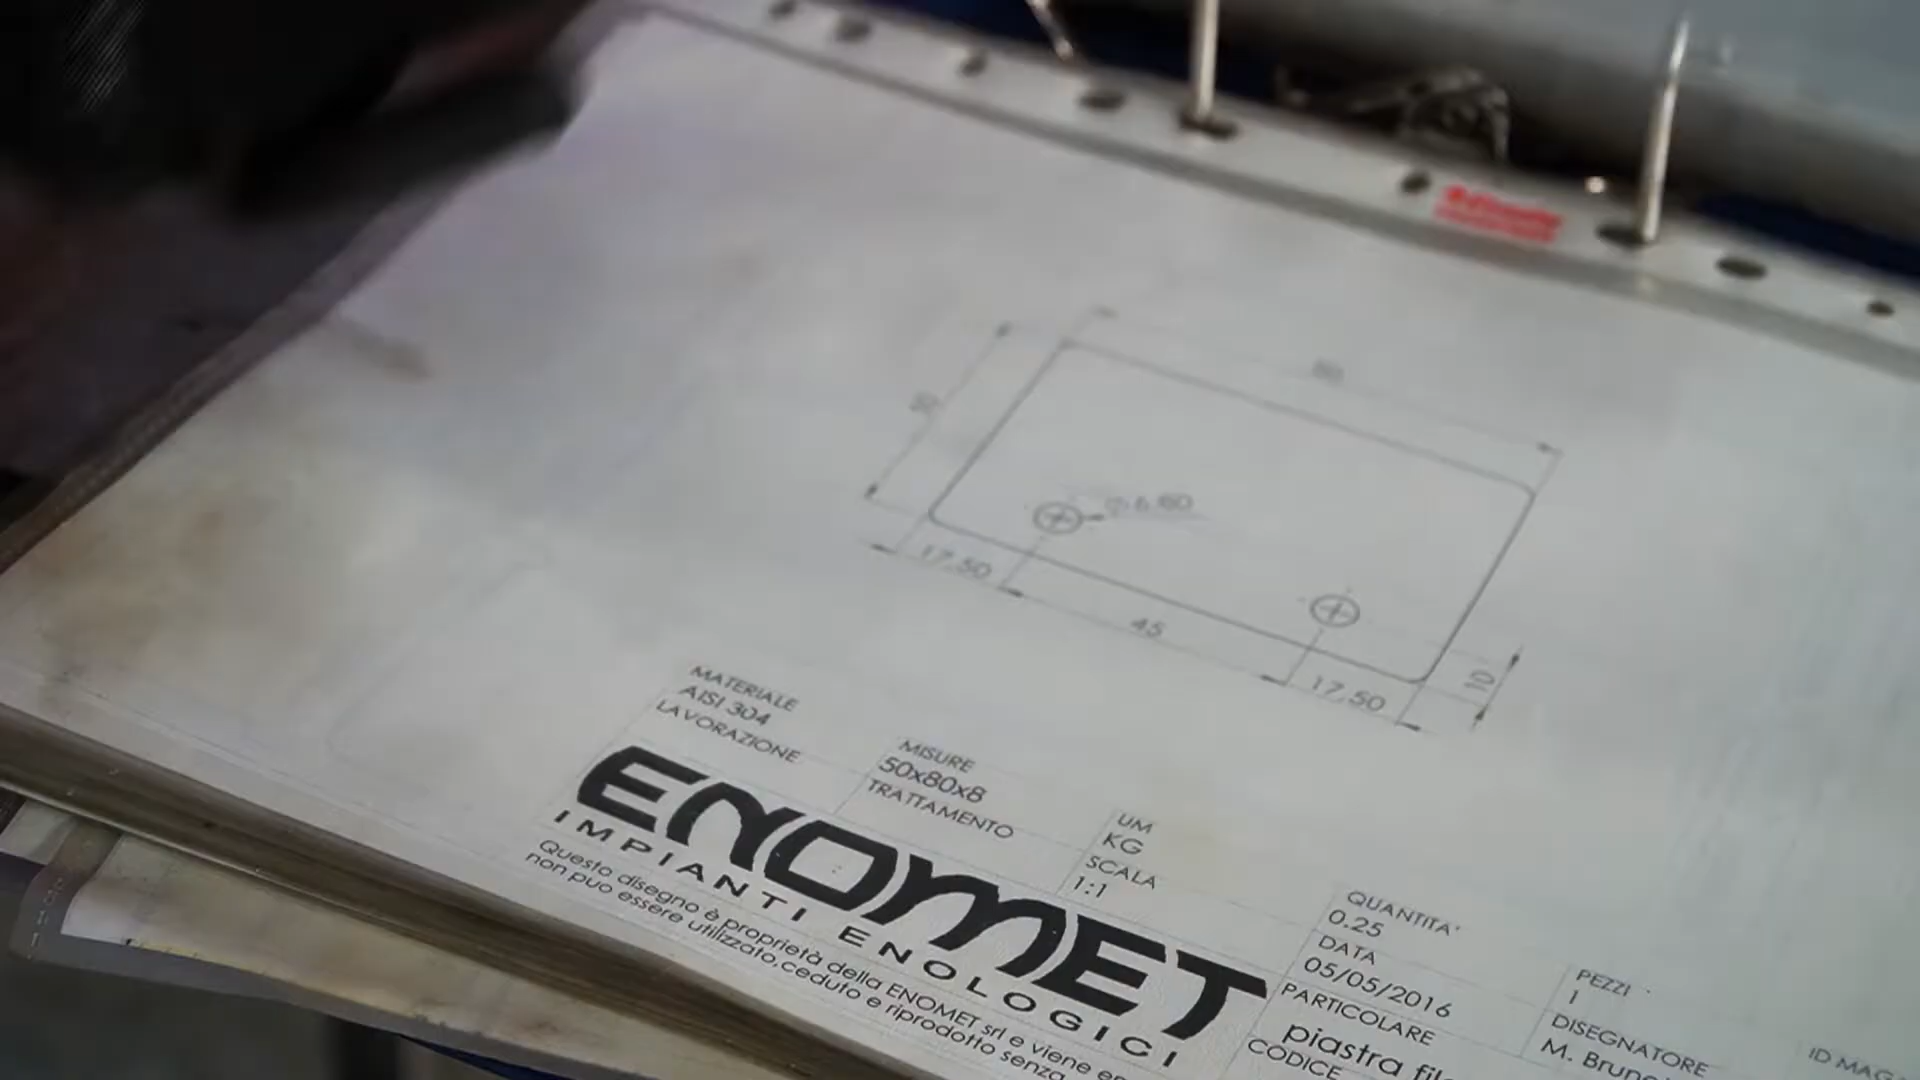 80
50
Ø 6.60
17,50
45
17,50
10
MATERIALE
AISI 304
LAVORAZIONE
MISURE
50x80x8
TRATTAMENTO
UM
KG
SCALA
1:1
QUANTITA'
0.25
DATA
05/05/2016
PARTICOLARE
piastra
CODICE
PEZZI
1
DISEGNATORE
M.
ID
ENOMET
IMPIANTI ENOLOGICI
Questo disegno è proprietà della ENOMET srl e viene
non puo essere utilizzato,ceduto e riprodotto senza